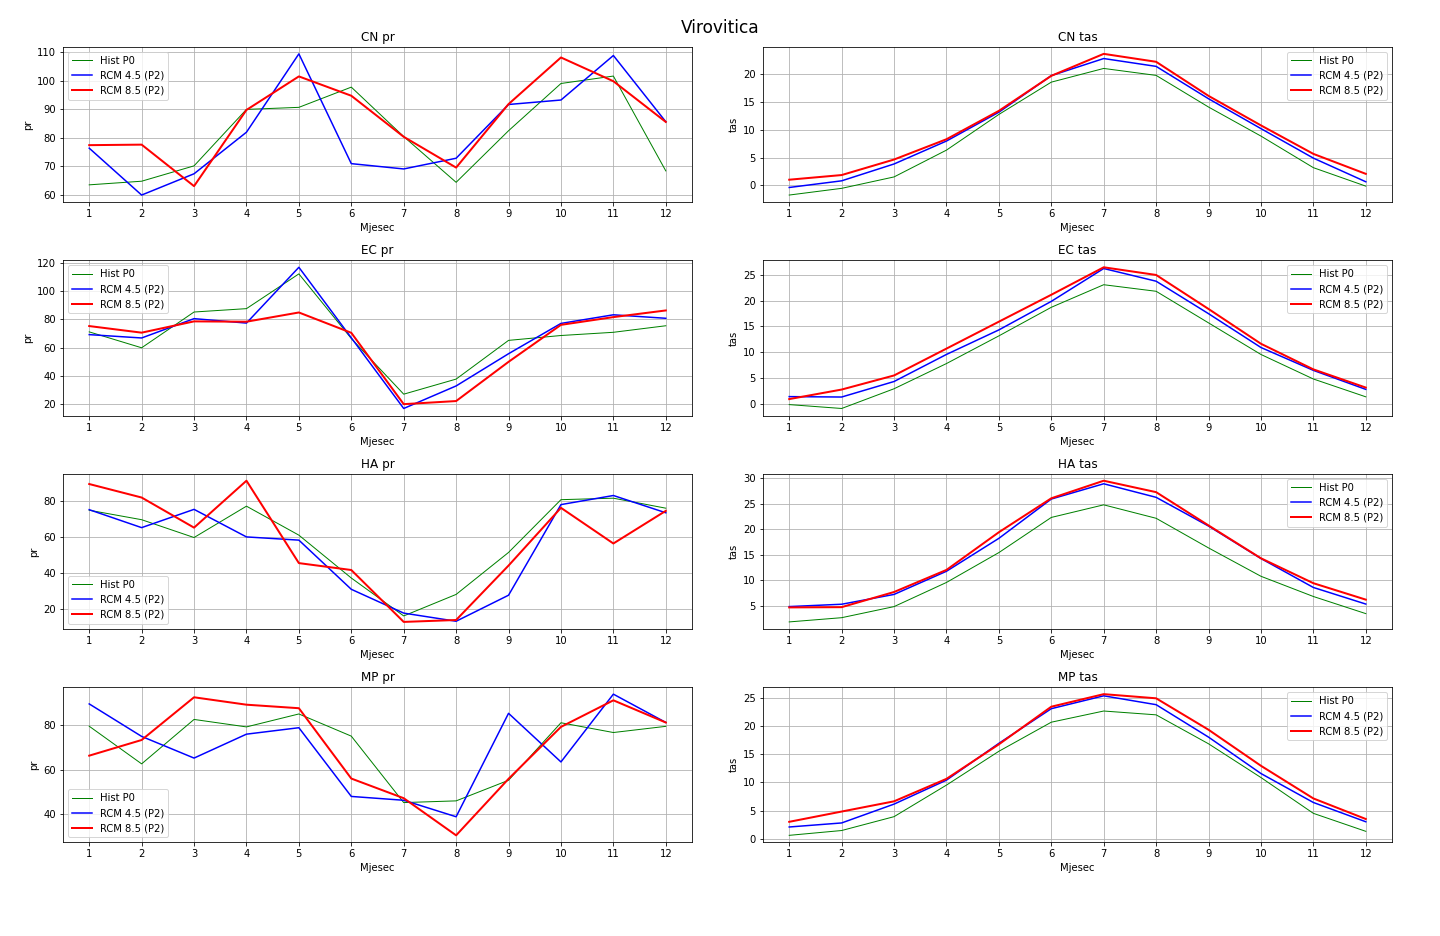 Virovitica
CN pr
110
100
90
80
70
60
pr
Hist P0
RCM 4.5 (P2)
RCM 8.5 (P2)
1 2 3 4 5 6 7 8 9 10 11 12
Mjesec
CN tas
20
15
10
5
0
tas
Hist P0
RCM 4.5 (P2)
RCM 8.5 (P2)
1 2 3 4 5 6 7 8 9 10 11 12
Mjesec
EC pr
120
100
80
60
40
20
pr
Hist P0
RCM 4.5 (P2)
RCM 8.5 (P2)
1 2 3 4 5 6 7 8 9 10 11 12
Mjesec
EC tas
25
20
15
10
5
0
tas
Hist P0
RCM 4.5 (P2)
RCM 8.5 (P2)
1 2 3 4 5 6 7 8 9 10 11 12
Mjesec
HA pr
80
60
40
20
pr
Hist P0
RCM 4.5 (P2)
RCM 8.5 (P2)
1 2 3 4 5 6 7 8 9 10 11 12
Mjesec
HA tas
30
25
20
15
10
5
tas
Hist P0
RCM 4.5 (P2)
RCM 8.5 (P2)
1 2 3 4 5 6 7 8 9 10 11 12
Mjesec
MP pr
80
60
40
pr
Hist P0
RCM 4.5 (P2)
RCM 8.5 (P2)
1 2 3 4 5 6 7 8 9 10 11 12
Mjesec
MP tas
25
20
15
10
5
0
tas
Hist P0
RCM 4.5 (P2)
RCM 8.5 (P2)
1 2 3 4 5 6 7 8 9 10 11 12
Mjesec